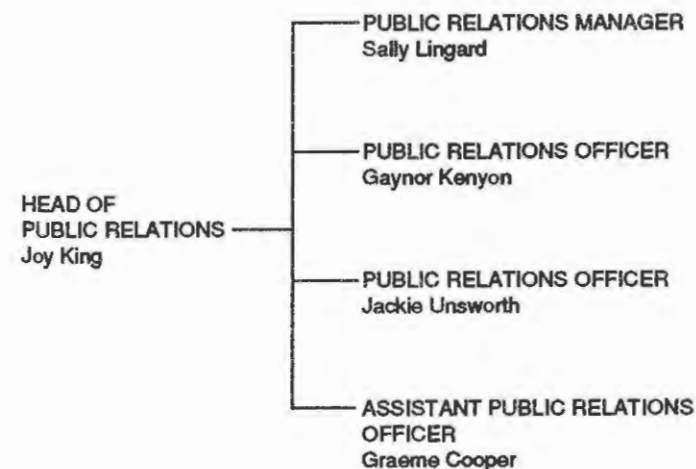 HEAD OF
PUBLIC RELATIONS
Joy King
PUBLIC RELATIONS MANAGER
Sally Lingard
PUBLIC RELATIONS OFFICER
Gaynor Kenyon
PUBLIC RELATIONS OFFICER
Jackie Unsworth
ASSISTANT PUBLIC RELATIONS
OFFICER
Graeme Cooper